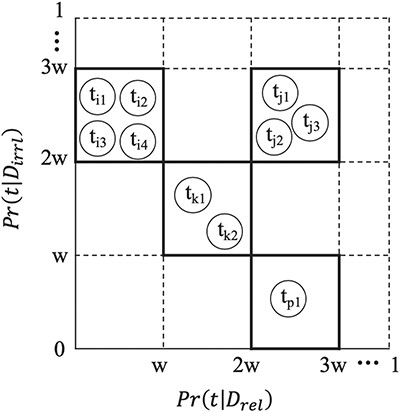 1
⋮
3w
t_i1 t_i2
t_j1
t_i3 t_i4
t_j2 t_j3
2w
t_k1
t_k2
w
t_p1
0
w 2w 3w ⋯ 1
Pr(t|D_rel)
Pr(t|D_irrl)